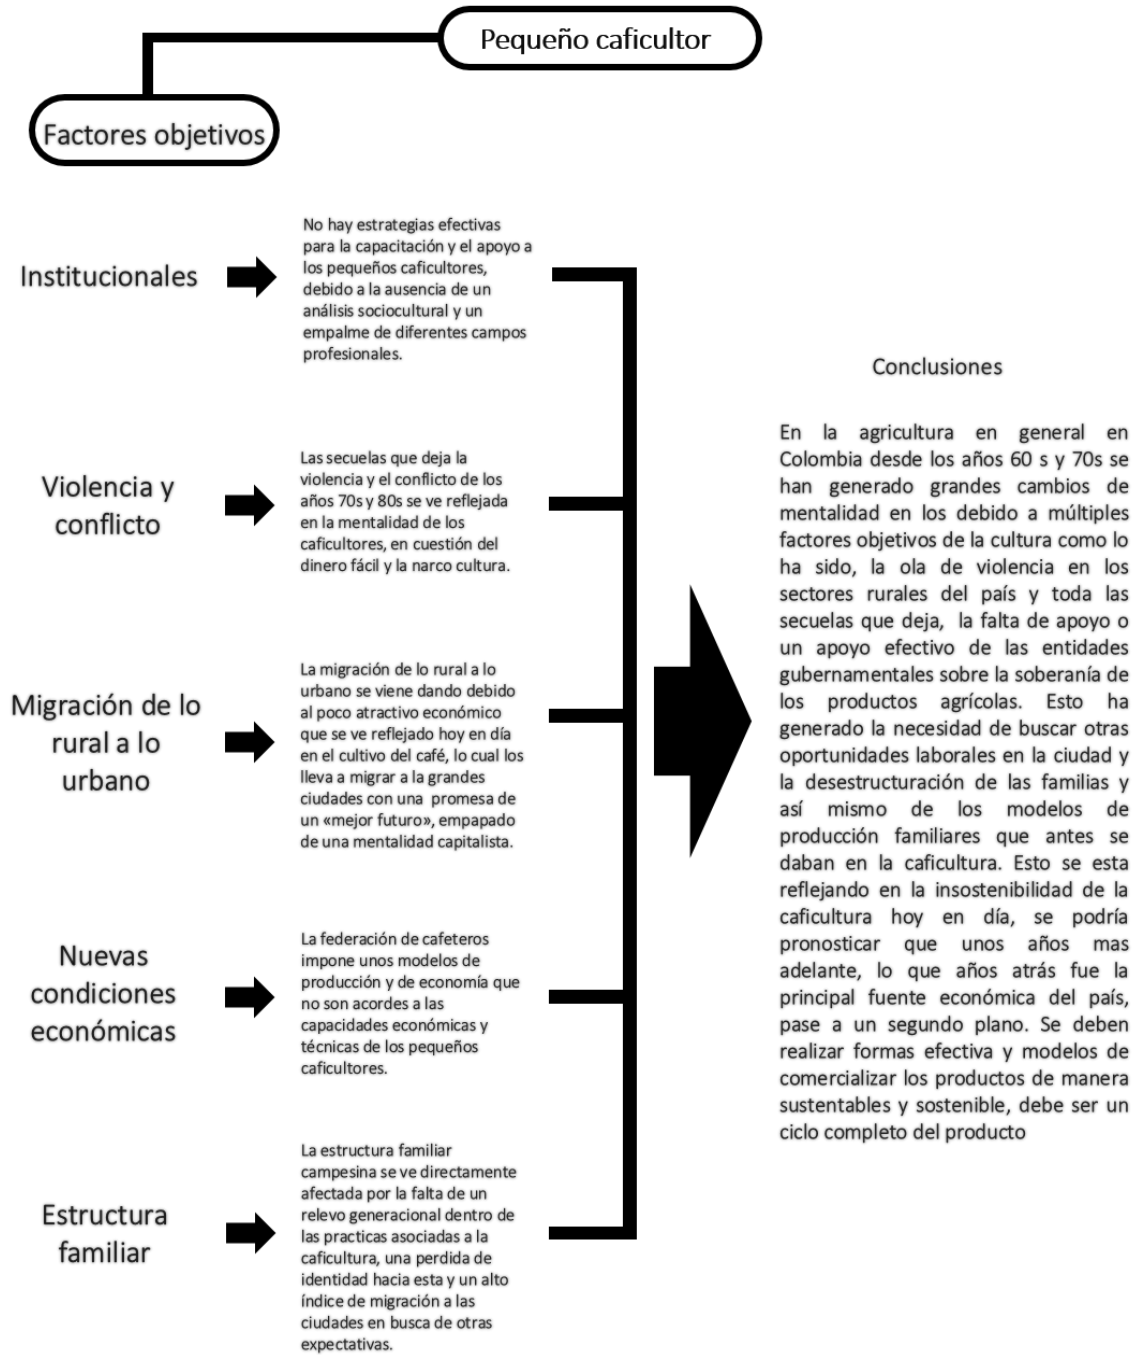 Pequeño caficultor
Factores objetivos
Institucionales
No hay estrategias efectivas
para la capacitación y el apoyo a
los pequeños caficultores,
debido a la ausencia de un
análisis sociocultural y un
empalme de diferentes campos
profesionales.
Violencia y
conflicto
Las secuelas que deja la
violencia y el conflicto de los
años 70s y 80s se ve reflejada
en la mentalidad de los
caficultores, en cuestión del
dinero fácil y la narco cultura.
Migración de lo
rural a lo
urbano
La migración de lo rural a lo
urbano se viene dando debido
al poco atractivo económico
que se ve reflejado hoy en día
en el cultivo del café, lo cual los
lleva a migrar a la grandes
ciudades con una promesa de
un «mejor futuro», empapado
de una mentalidad capitalista.
Nuevas
condiciones
económicas
La federación de cafeteros
impone unos modelos de
producción y de economía que
no son acordes a las
capacidades económicas y
técnicas de los pequeños
caficultores.
Estructura
familiar
La estructura familiar
campesina se ve directamente
afectada por la falta de un
relevo generacional dentro de
las practicas asociadas a la
caficultura, una perdida de
identidad hacia esta y un alto
índice de migración a las
ciudades en busca de otras
expectativas.
Conclusiones
En la agricultura en general en
Colombia desde los años 60 s y 70s se
han generado grandes cambios de
mentalidad en los debido a múltiples
factores objetivos de la cultura como lo
ha sido, la ola de violencia en los
sectores rurales del país y toda las
secuelas que deja, la falta de apoyo o
un apoyo efectivo de las entidades
gubernamentales sobre la soberanía de
los productos agrícolas. Esto ha
generado la necesidad de buscar otras
oportunidades laborales en la ciudad y
la desestructuración de las familias y
así mismo de los modelos de
producción familiares que antes se
daban en la caficultura. Esto se esta
reflejando en la insostenibilidad de la
caficultura hoy en día, se podría
pronosticar que unos años mas
adelante, lo que años atrás fue la
principal fuente económica del país,
pase a un segundo plano. Se deben
realizar formas efectiva y modelos de
comercializar los productos de manera
sustentables y sostenible, debe ser un
ciclo completo del producto